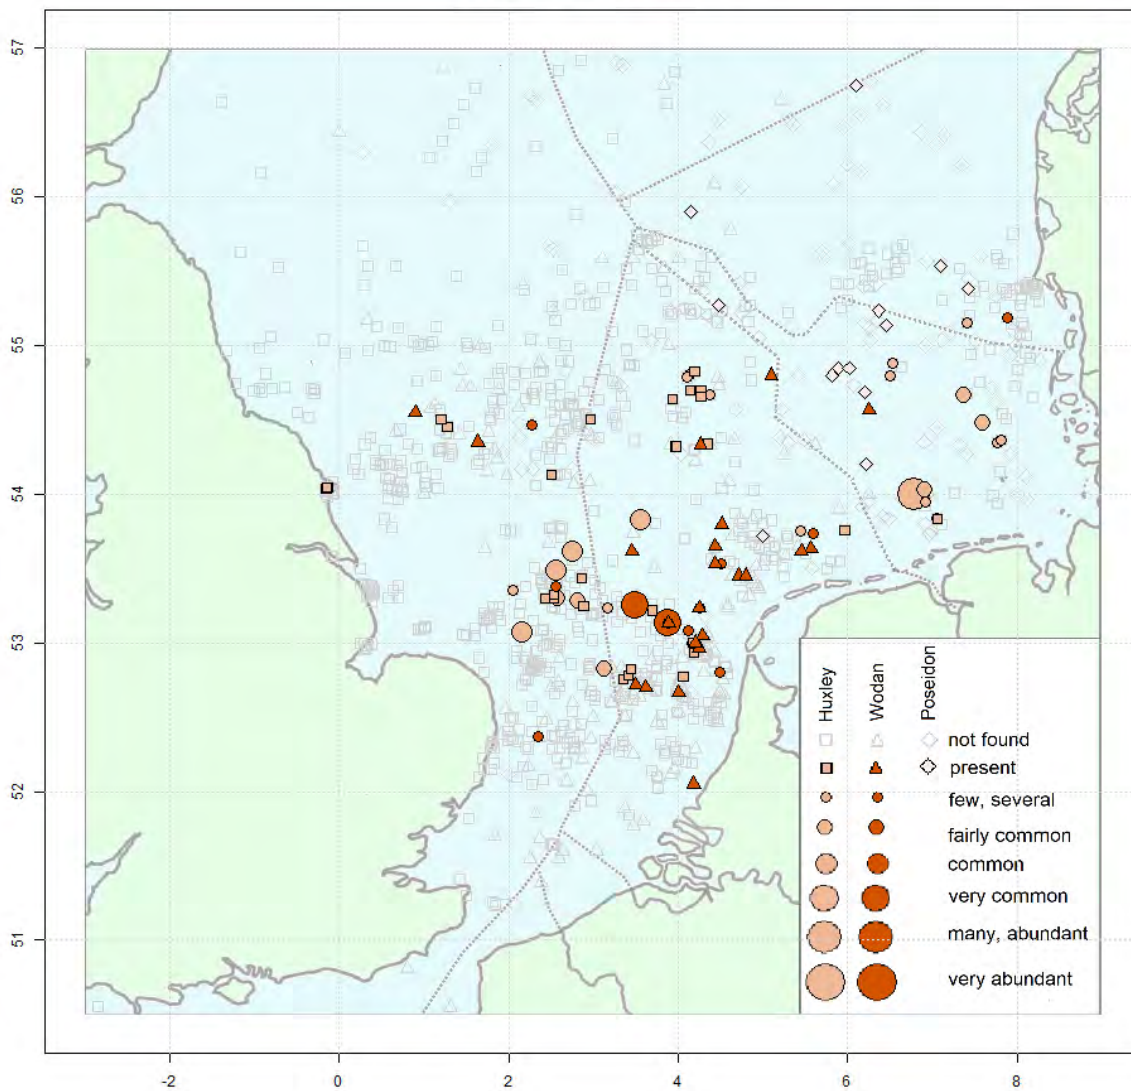 57
56
55
54
53
52
51
Huxley
Wodan
Poseidon
not found
present
few, several
fairly common
common
very common
many, abundant
very abundant
-2 0 2 4 6 8